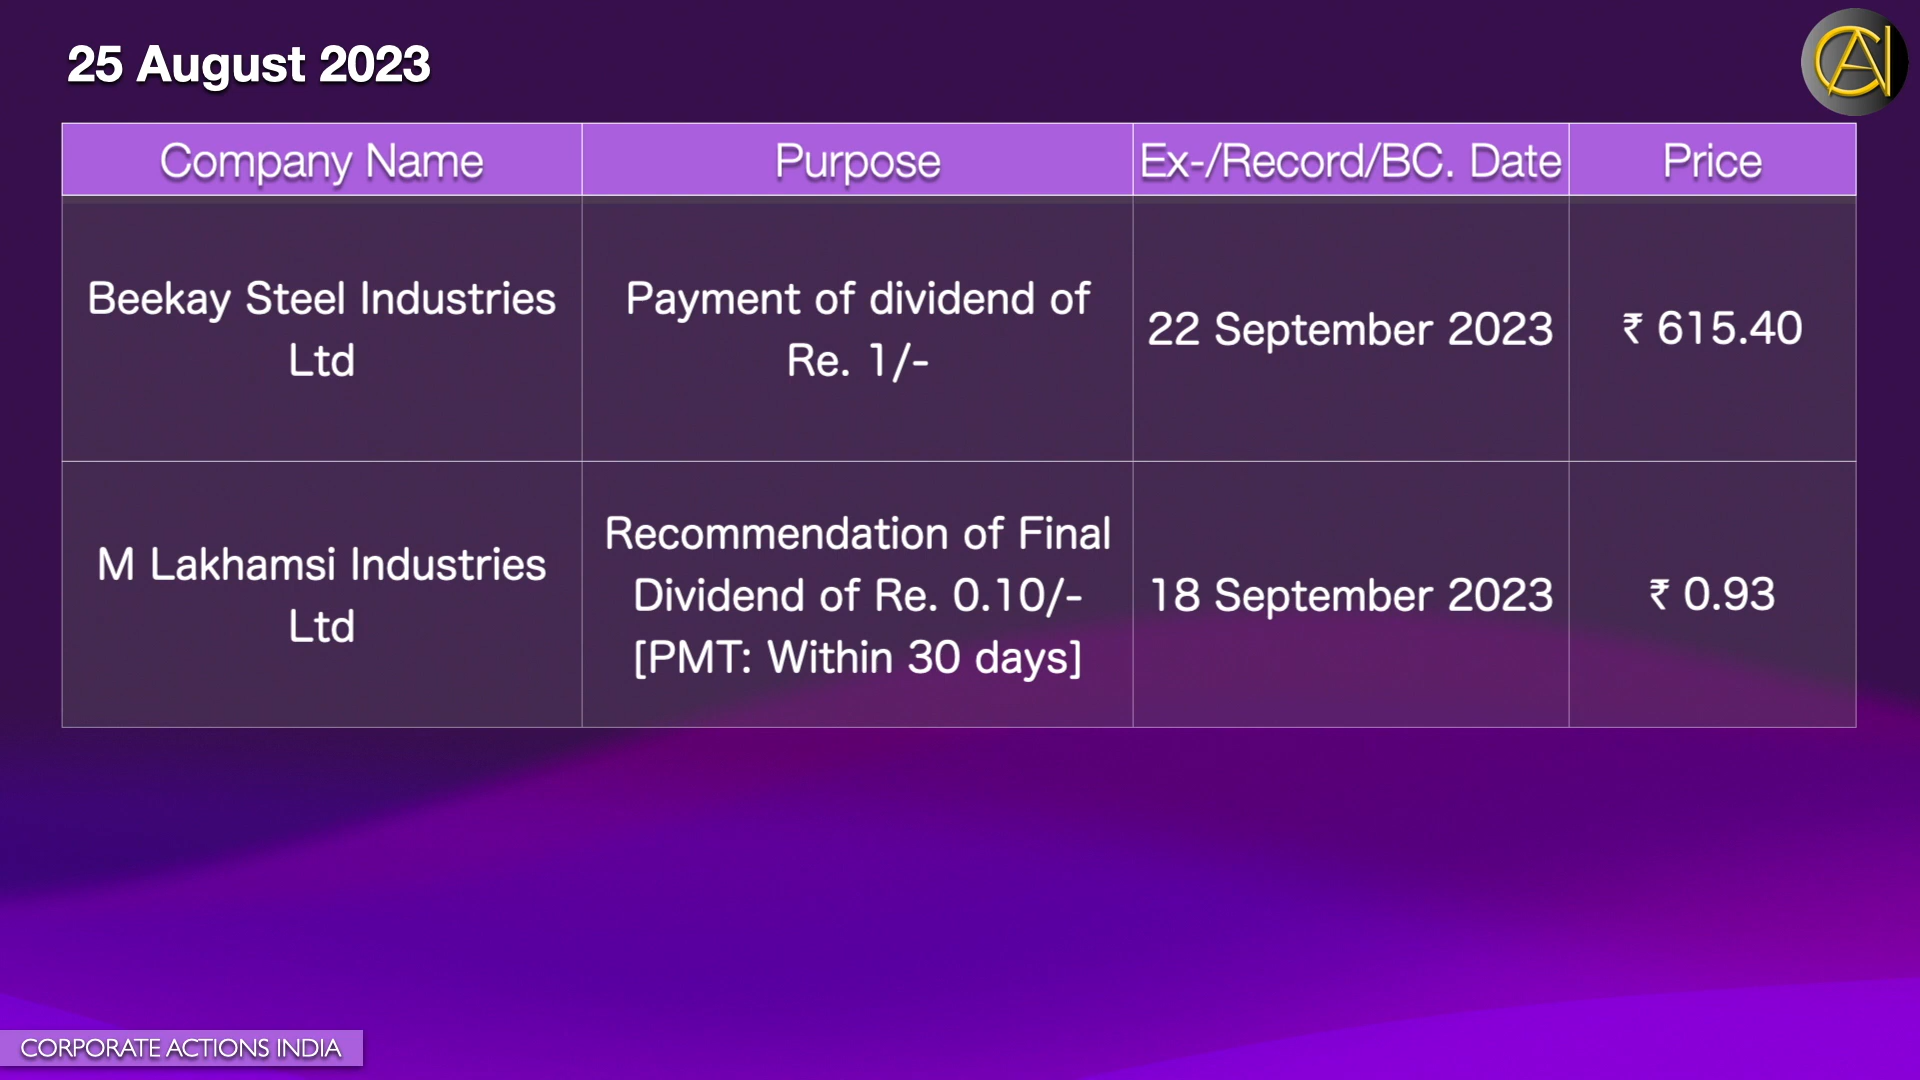 25 August 2023
CAI
Company Name
Purpose
Ex-/Record/BC. Date
Price
Beekay Steel Industries
Ltd
Payment of dividend of
Re. 1/-
22 September 2023
₹ 615.40
M Lakhamsi Industries
Ltd
Recommendation of Final
Dividend of Re. 0.10/-
[PMT: Within 30 days]
18 September 2023
₹ 0.93
CORPORATE ACTIONS INDIA